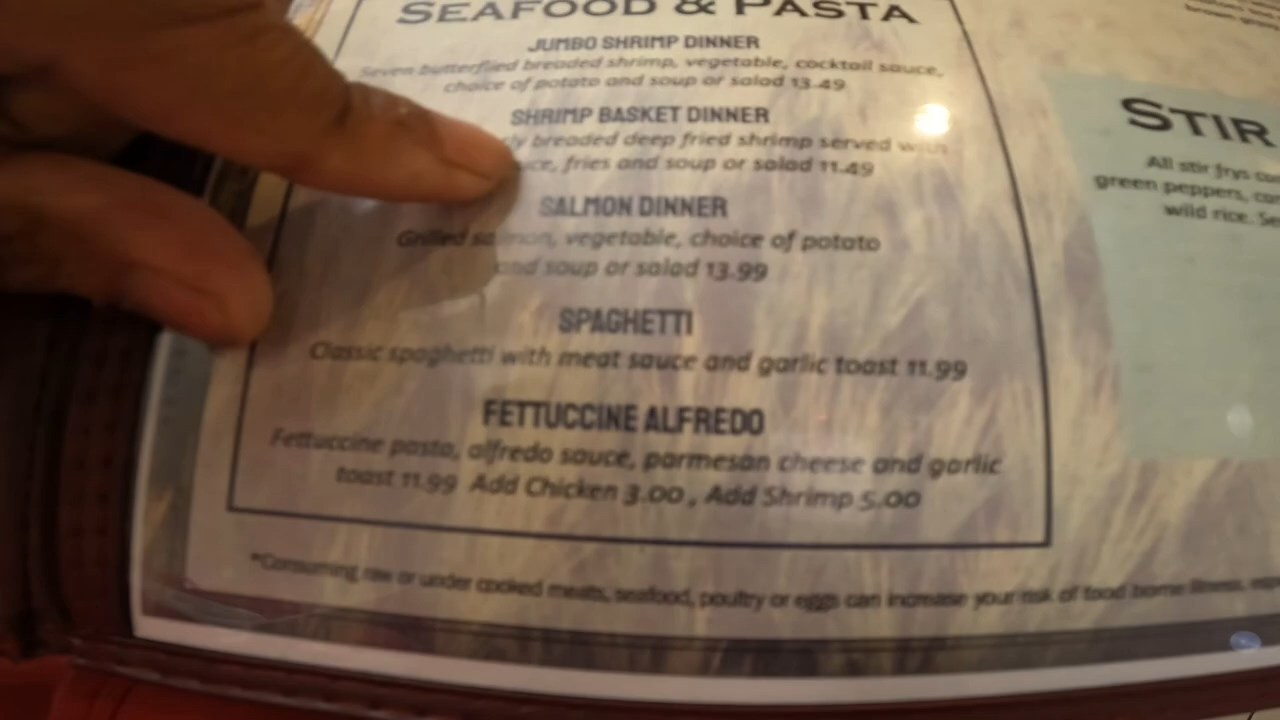 SEAFOOD & PASTA
JUMBO SHRIMP DINNER
Seven butterflied breaded shrimp, vegetable, cocktail sauce,
choice of potato and soup or salad 13.49
SHRIMP BASKET DINNER
breaded deep fried shrimp served with
fries and soup or salad 11.49
SALMON DINNER
Grilled salmon, vegetable, choice of potato
and soup or salad 13.99
SPAGHETTI
Classic spaghetti with meat sauce and garlic toast 11.99
FETTUCCINE ALFREDO
Fettuccine pasta, alfredo sauce, parmesan cheese and garlic
toast 11.99 Add Chicken 3.00 , Add Shrimp 5.00
*Consuming raw or under cooked meats, seafood, poultry or eggs can increase your risk of food borne illness,
STIR
All stir frys
green peppers,
wild rice.